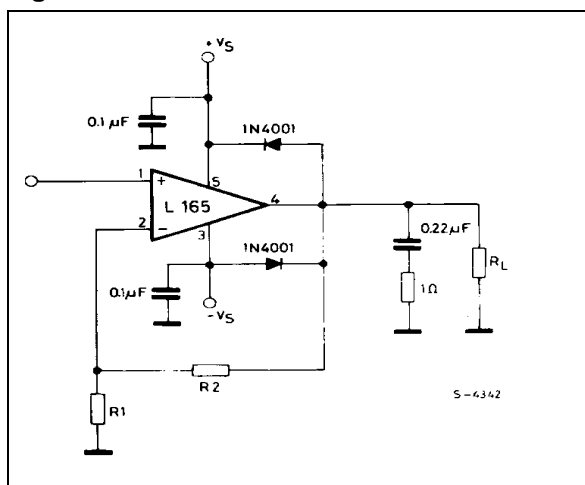 +VS
0.1 µF
1N4001
1
+
5
L 165
4
2
−
3
1N4001
0.22µF
RL
0.1µF
-VS
1Ω
R2
R1
S-4342